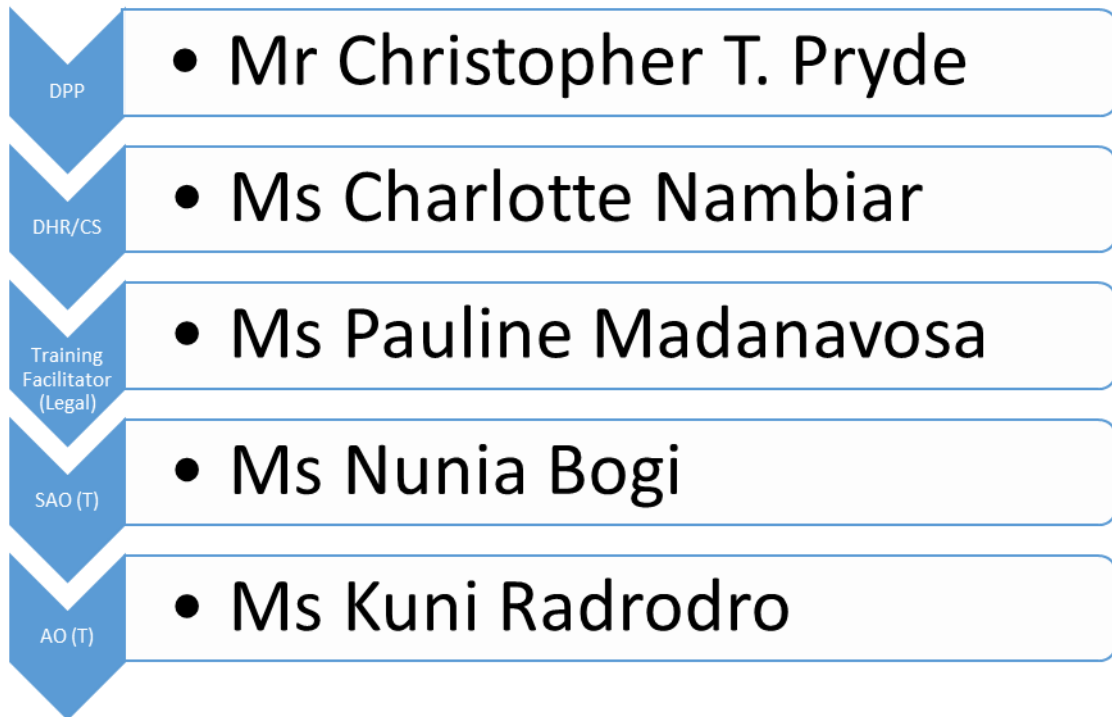 DPP
• Mr Christopher T. Pryde
DHR/CS
• Ms Charlotte Nambiar
Training
Facilitator
(Legal)
• Ms Pauline Madanavosa
SAO (T)
• Ms Nunia Bogi
AO (T)
• Ms Kuni Radrodro